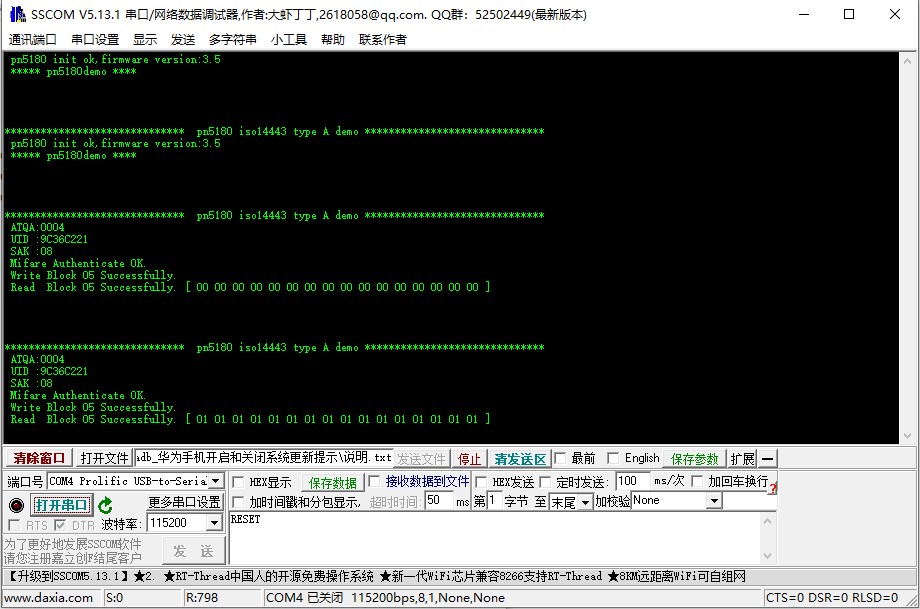 SSCOM V5.13.1 串口/网络数据调试器,作者:大虾丁丁,2618058@qq.com. QQ群: 52502449(最新版本)
通讯端口 串口设置 显示 发送 多字符串 小工具 帮助 联系作者
pn5180 init ok,firmware version:3.5
***** pn5180demo ****
****************************** pn5180 iso14443 type A demo ******************************
pn5180 init ok,firmware version:3.5
***** pn5180demo ****
****************************** pn5180 iso14443 type A demo ******************************
ATQA:0004
UID :9C36C221
SAK :08
Mifare Authenticate OK.
Write Block 05 Successfully.
Read Block 05 Successfully. [ 00 00 00 00 00 00 00 00 00 00 00 00 00 00 00 00 ]
****************************** pn5180 iso14443 type A demo ******************************
ATQA:0004
UID :9C36C221
SAK :08
Mifare Authenticate OK.
Write Block 05 Successfully.
Read Block 05 Successfully. [ 01 01 01 01 01 01 01 01 01 01 01 01 01 01 01 01 ]
清除窗口 打开文件 adb_华为手机开启和关闭系统更新提示\说明.txt 发送文件 停止 清发送区 最前 English 保存参数 扩展 —
端口号 COM4 Prolific USB-to-Seria HEX显示 保存数据 接收数据到文件 HEX发送 定时发送: 100 ms/次 加回车换行
打开串口 更多串口设置 加时间戳和分包显示, 超时时间: 50 ms 第 1 字节 至 末尾 加校验 None
RTS DTR 波特率: 115200 RESET
为了更好地发展SSCOM软件
请您注册嘉立创F结尾客户 发 送
【升级到SSCOM5.13.1】★2. ★RT-Thread中国人的开源免费操作系统 ★新一代WiFi芯片兼容8266支持RT-Thread ★8KM远距离WiFi可自组网
www.daxia.com S:0 R:798 COM4 已关闭 115200bps,8,1,None,None CTS=0 DSR=0 RLSD=0